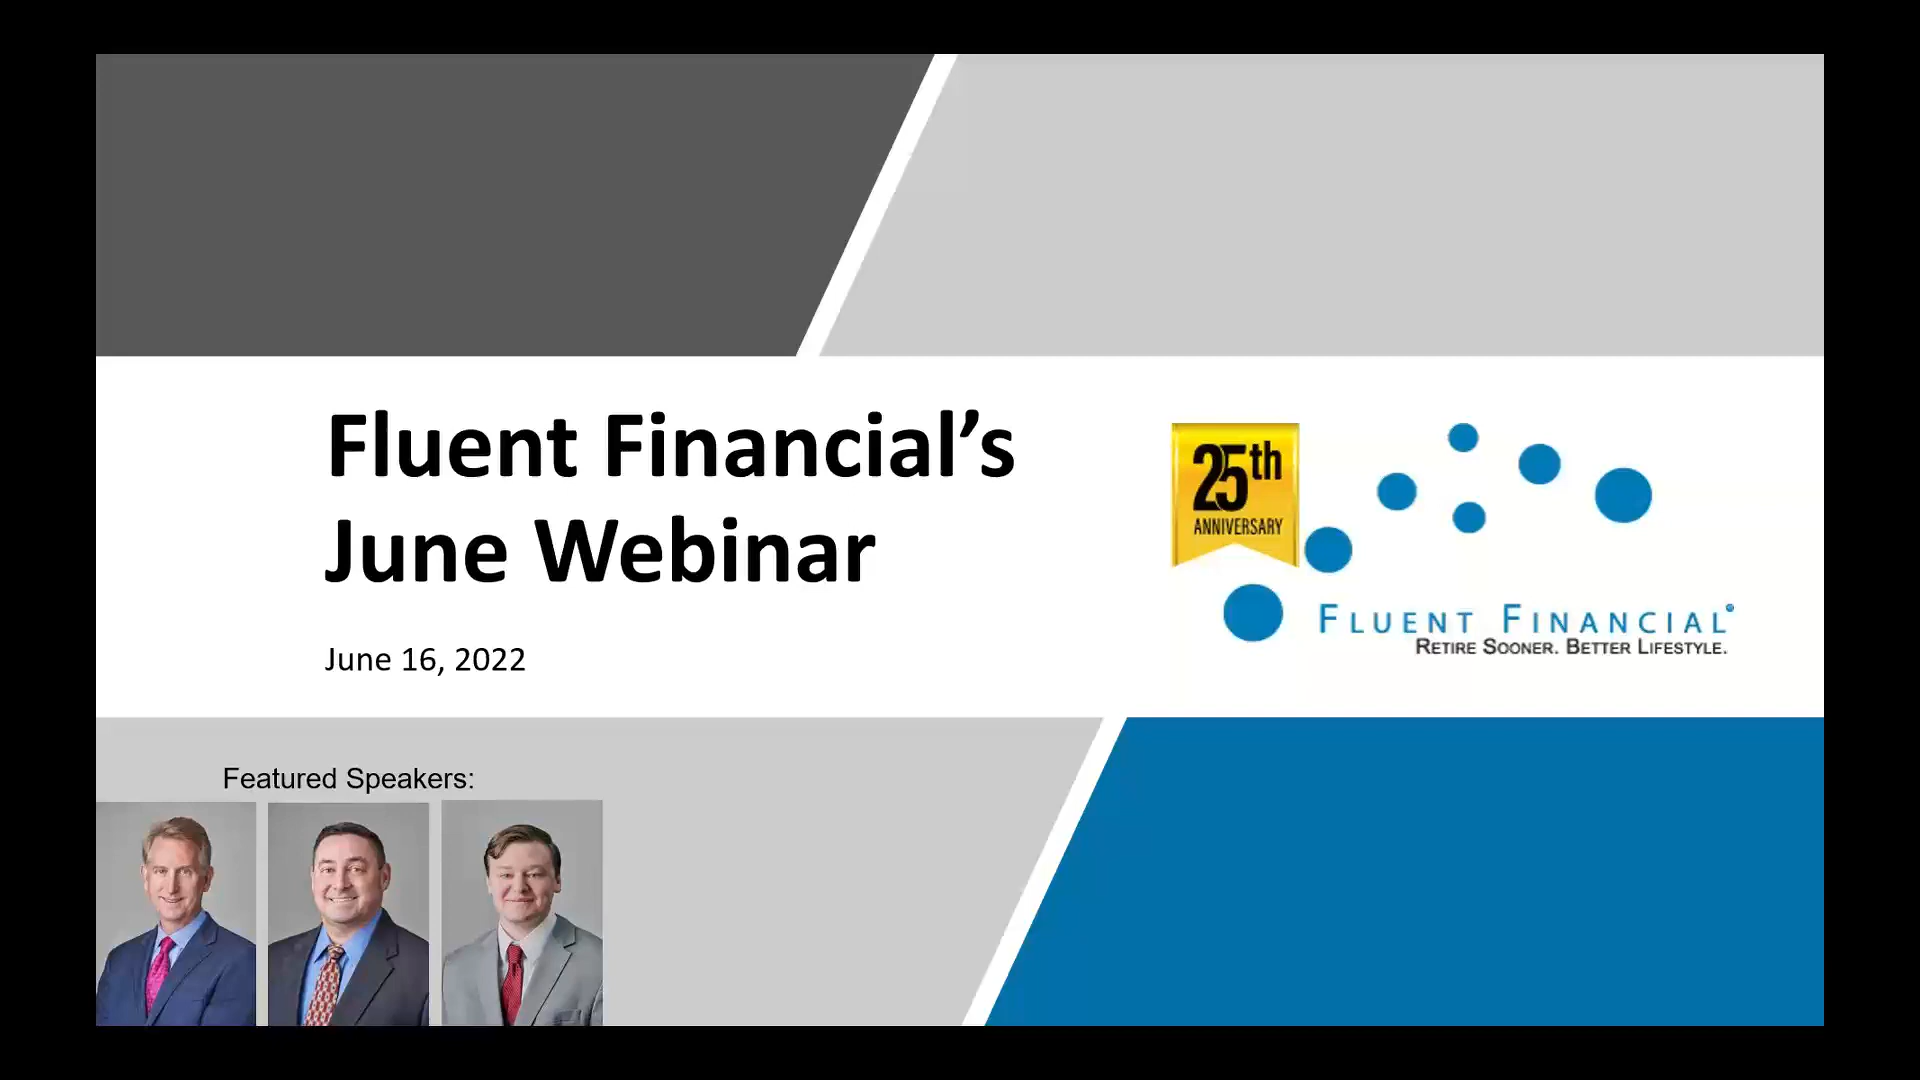 Fluent Financial’s
June Webinar
June 16, 2022
25th
ANNIVERSARY
FLUENT FINANCIAL
RETIRE SOONER. BETTER LIFESTYLE.
Featured Speakers: